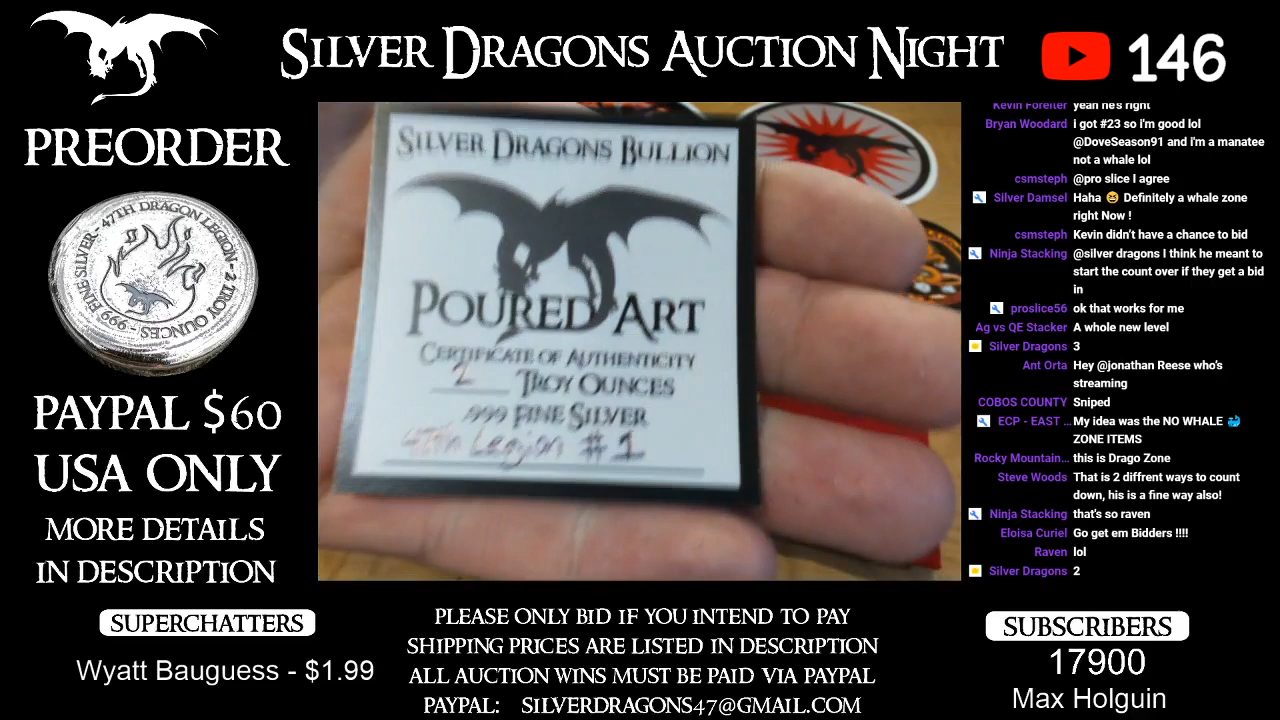 SILVER DRAGONS AUCTION NIGHT
146
PREORDER
47TH DRAGON LEGION - 2 TROY OUNCES - .999 FINE SILVER -
PAYPAL $60
USA ONLY
MORE DETAILS
IN DESCRIPTION
SILVER DRAGONS BULLION
POURED ART
CERTIFICATE OF AUTHENTICITY
2 TROY OUNCES
.999 FINE SILVER
47th Legion #1
Kevin Foreiter yeah he's right
Bryan Woodard i got #23 so i'm good lol
@DoveSeason91 and I'm a manatee
not a whale lol
csmsteph @pro slice I agree
Silver Damsel Haha 😆 Definitely a whale zone
right Now !
csmsteph Kevin didn't have a chance to bid
Ninja Stacking @silver dragons I think he meant to
start the count over if they get a bid
in
proslice56 ok that works for me
Ag vs QE Stacker A whole new level
Silver Dragons 3
Ant Orta Hey @jonathan Reese who's
streaming
COBOS COUNTY Sniped
ECP - EAST ... My idea was the NO WHALE 🐳
ZONE ITEMS
Rocky Mountain... this is Drago Zone
Steve Woods That is 2 diffrent ways to count
down, his is a fine way also!
Ninja Stacking that's so raven
Eloisa Curiel Go get em Bidders !!!!
Raven lol
Silver Dragons 2
SUPERCHATTERS
Wyatt Bauguess - $1.99
PLEASE ONLY BID IF YOU INTEND TO PAY
SHIPPING PRICES ARE LISTED IN DESCRIPTION
ALL AUCTION WINS MUST BE PAID VIA PAYPAL
PAYPAL: SILVERDRAGONS47@GMAIL.COM
SUBSCRIBERS
17900
Max Holguin